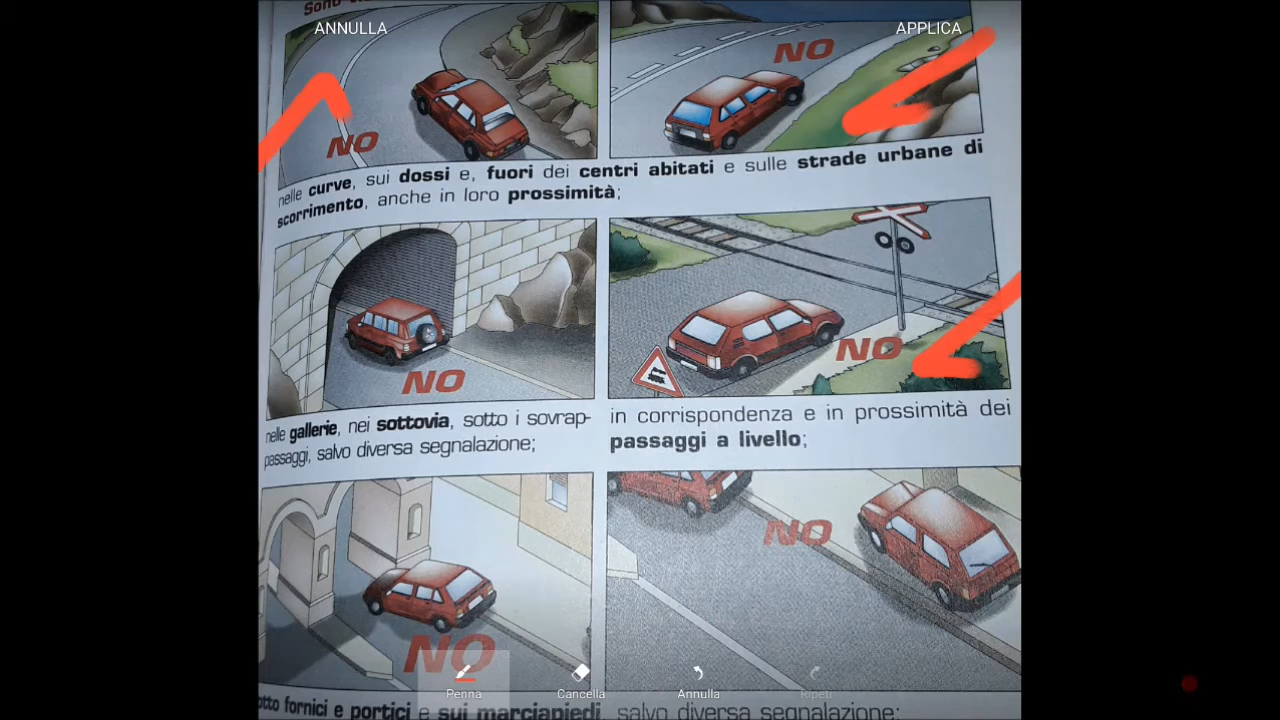 Sono
ANNULLA
APPLICA
NO
NO
nelle curve, sui dossi e, fuori dei centri abitati e sulle strade urbane di
scorrimento, anche in loro prossimità;
NO
NO
nelle gallerie, nei sottovia, sotto i sovrap-
passaggi, salvo diversa segnalazione;
in corrispondenza e in prossimità dei
passaggi a livello;
NO
NO
Penna
Cancella
Annulla
Ripeti
otto fornici e portici e sui marciapiedi, salvo diversa segnalazione;